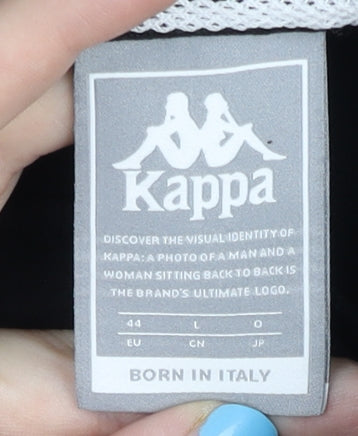 Kappa
DISCOVER THE VISUAL IDENTITY OF
KAPPA: A PHOTO OF A MAN AND A
WOMAN SITTING BACK TO BACK IS
THE BRAND'S ULTIMATE LOGO.
44 L O
EU CN JP
BORN IN ITALY